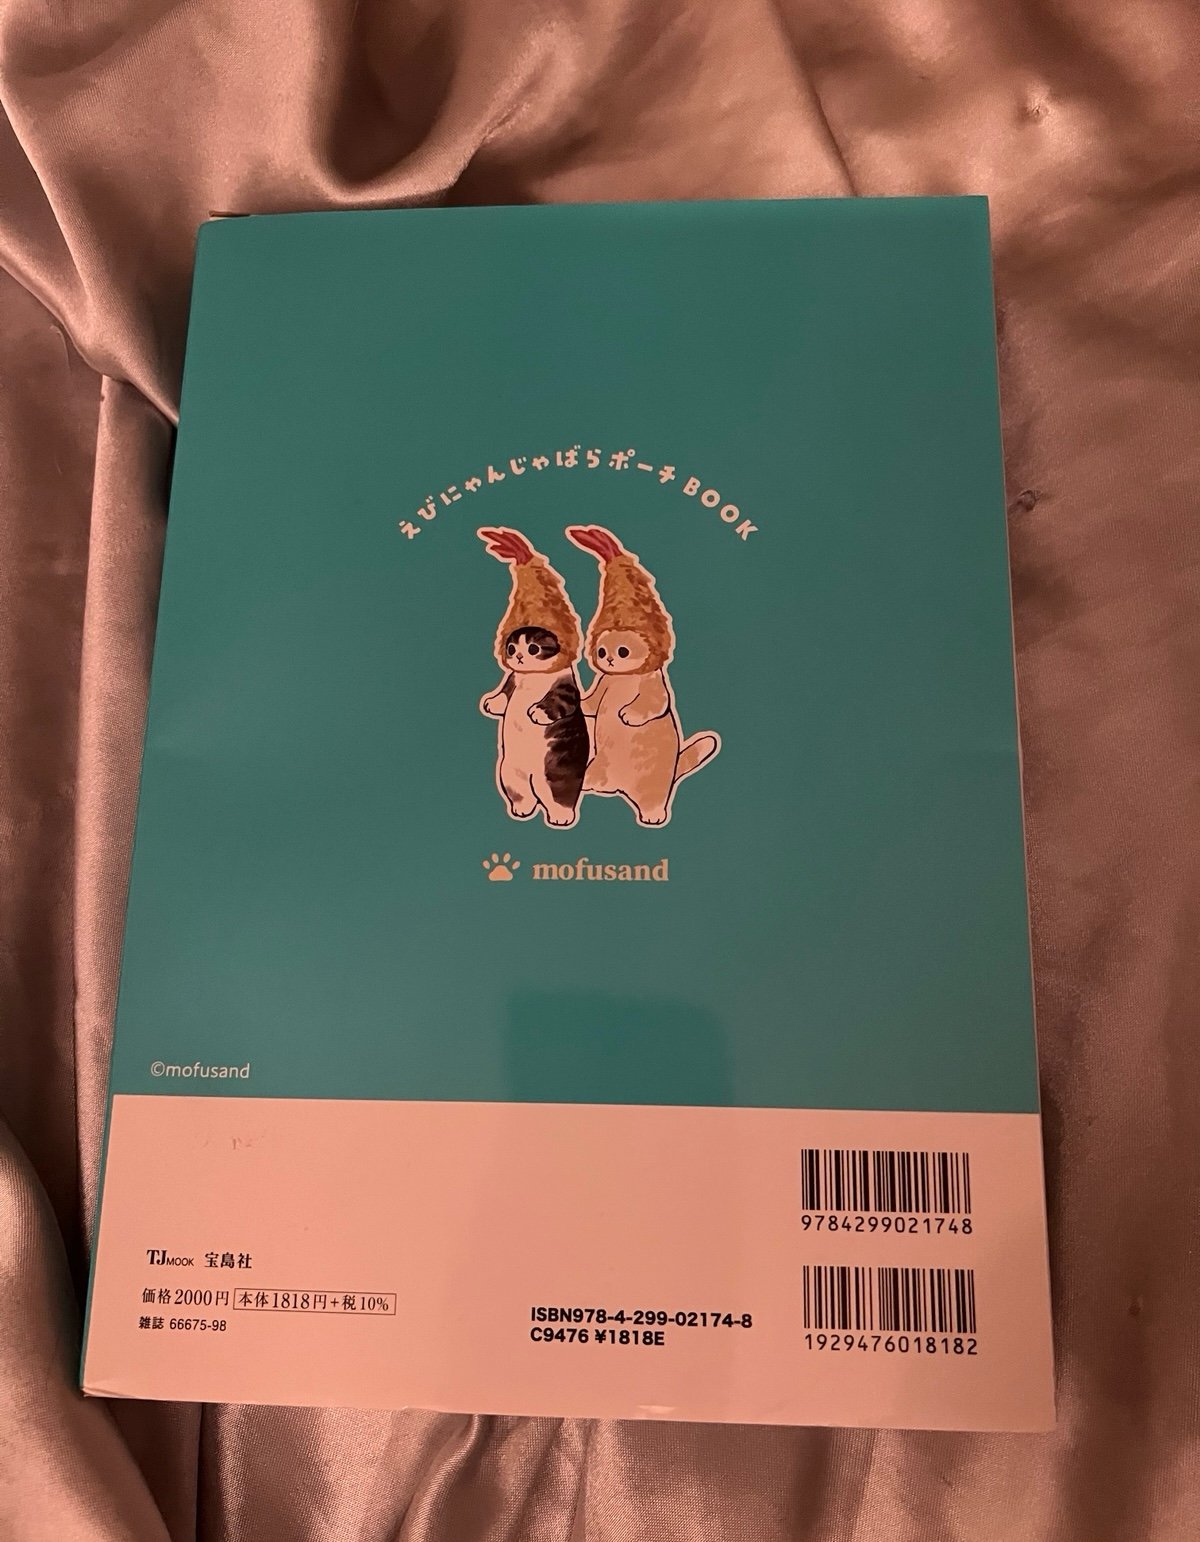 えびにゃんじゃばらポーチBOOK
mofusand
©mofusand
9784299021748
TJMOOK 宝島社
価格2000円 本体1818円+税10%
雑誌 66675-98
ISBN978-4-299-02174-8
C9476 ¥1818E
1929476018182